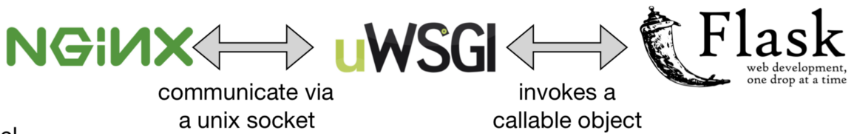 NGiNX
uWSGI
Flask
web development,
one drop at a time
communicate via
a unix socket
invokes a
callable object